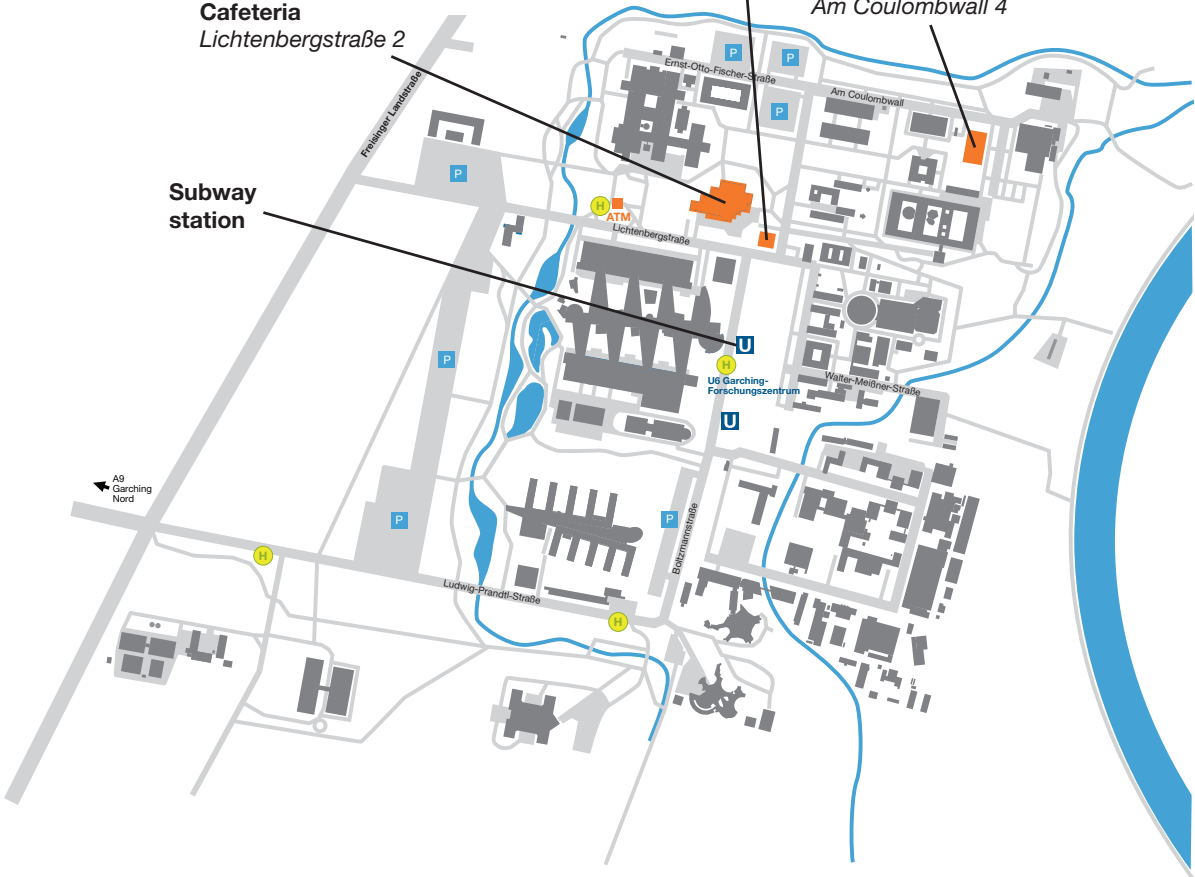 Cafeteria
Lichtenbergstraße 2
Am Coulombwall 4
P
P
Ernst-Otto-Fischer-Straße
Am Coulombwall
P
Freisinger Landstraße
P
Subway
station
H
ATM
Lichtenbergstraße
U
P
H
U6 Garching-
Forschungszentrum
Walter-Meißner-Straße
U
A9
Garching
Nord
P
P
Boltzmannstraße
H
Ludwig-Prandtl-Straße
H